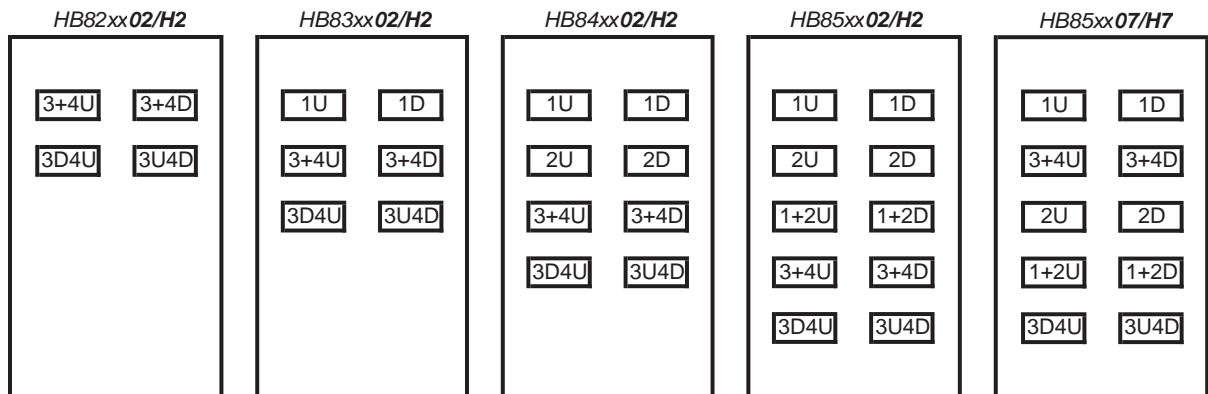 HB82xx02/H2 HB83xx02/H2 HB84xx02/H2 HB85xx02/H2 HB85xx07/H7
3+4U 3+4D 1U 1D 1U 1D 1U 1D 1U 1D
3D4U 3U4D 3+4U 3+4D 2U 2D 2U 2D 3+4U 3+4D
3D4U 3U4D 3+4U 3+4D 1+2U 1+2D 2U 2D
3D4U 3U4D 3+4U 3+4D 1+2U 1+2D
3D4U 3U4D 3D4U 3U4D